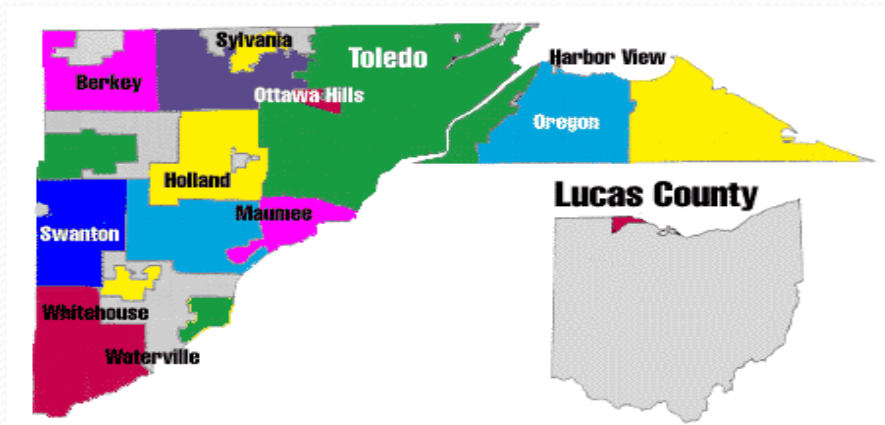 Sylvania
Toledo
Harbor View
Berkey
Ottawa Hills
Oregon
Holland
Lucas County
Maumee
Swanton
Whitehouse
Waterville